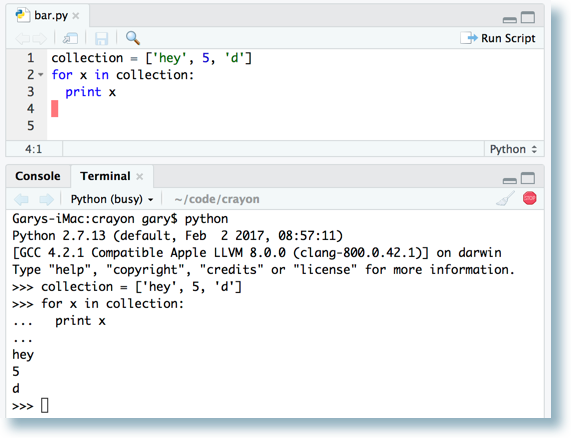 bar.py
Run Script
1 collection = ['hey', 5, 'd']
2 for x in collection:
3   print x
4
5
4:1 Python
Console Terminal
Python (busy) ~/code/crayon STOP
Garys-iMac:crayon gary$ python
Python 2.7.13 (default, Feb  2 2017, 08:57:11)
[GCC 4.2.1 Compatible Apple LLVM 8.0.0 (clang-800.0.42.1)] on darwin
Type "help", "copyright", "credits" or "license" for more information.
>>> collection = ['hey', 5, 'd']
>>> for x in collection:
...   print x
...
hey
5
d
>>>